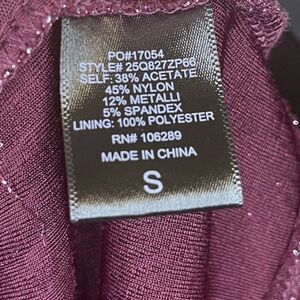 PO#17054
STYLE# 25Q827ZP66
SELF: 38% ACETATE
45% NYLON
12% METALLI
5% SPANDEX
LINING: 100% POLYESTER
RN# 106289
MADE IN CHINA
S